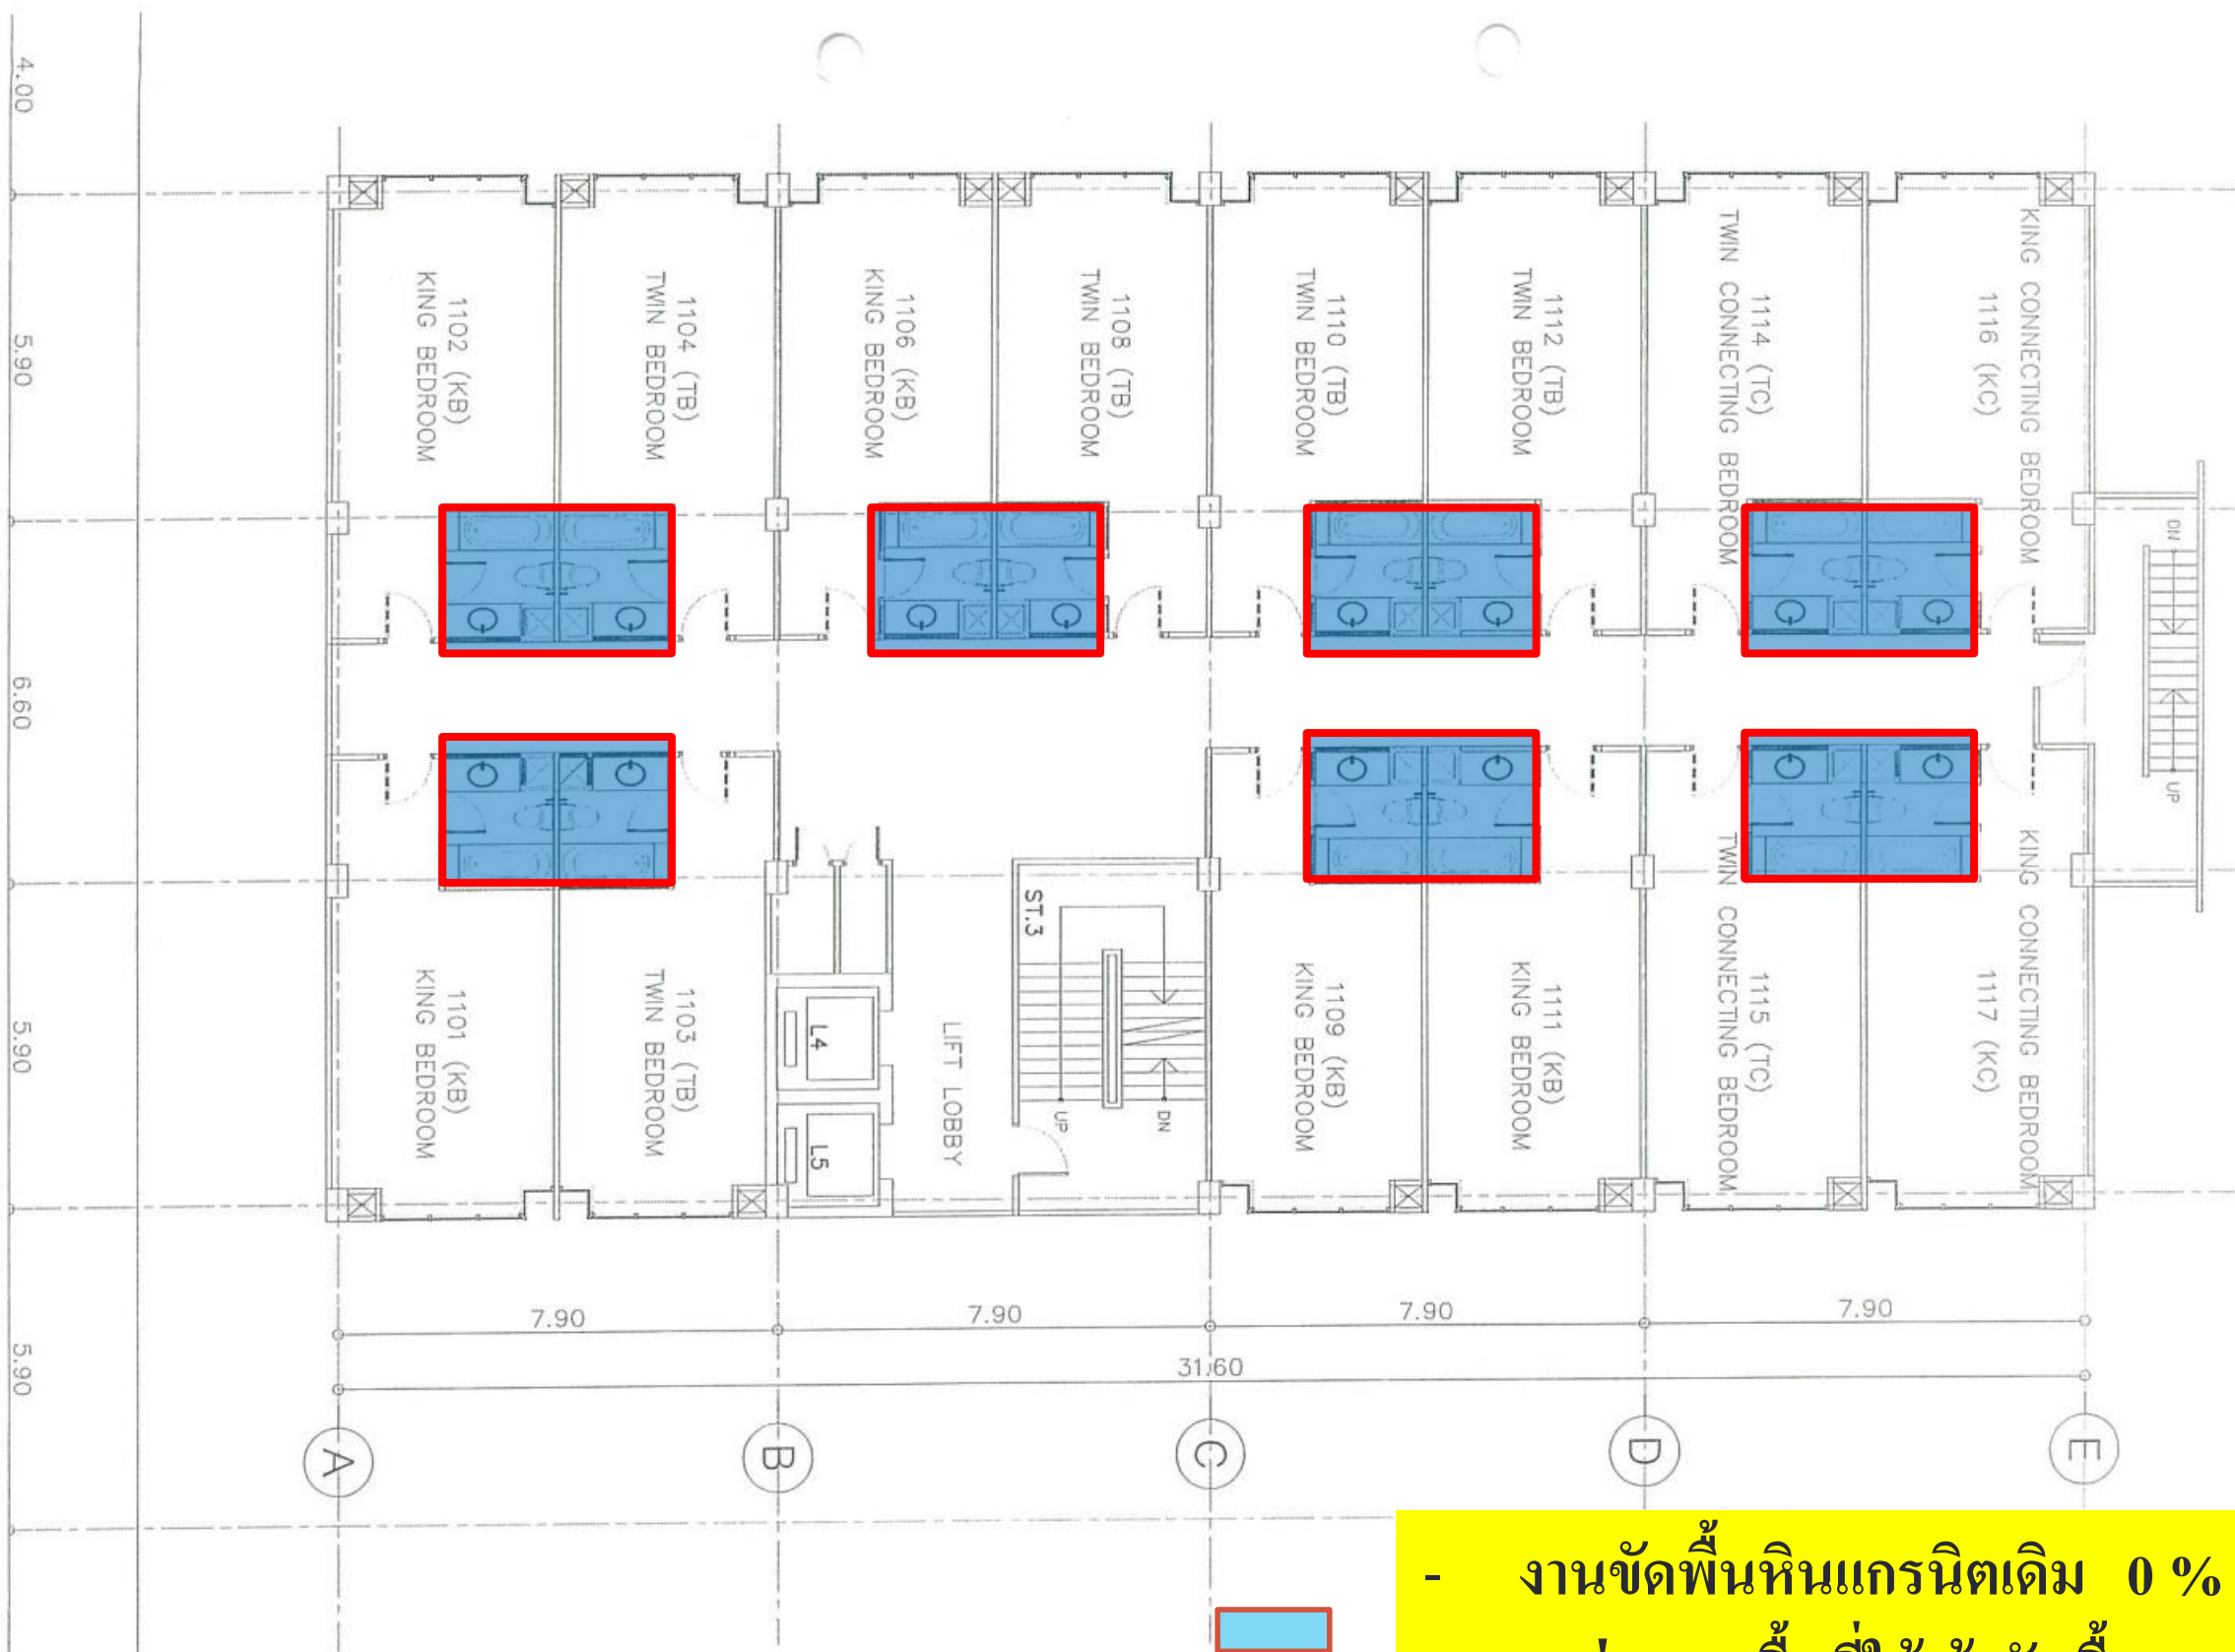 4.00
5.90
6.60
5.90
5.90
1102 (KB)
KING BEDROOM
1104 (TB)
TWIN BEDROOM
1106 (KB)
KING BEDROOM
1108 (TB)
TWIN BEDROOM
1110 (TB)
TWIN BEDROOM
1112 (TB)
TWIN BEDROOM
1114 (TC)
TWIN CONNECTING BEDROOM
KING CONNECTING BEDROOM
1116 (KC)
DN
UP
1101 (KB)
KING BEDROOM
1103 (TB)
TWIN BEDROOM
L4
L5
LIFT LOBBY
ST.3
UP
DN
1109 (KB)
KING BEDROOM
1111 (KB)
KING BEDROOM
1115 (TC)
TWIN CONNECTING BEDROOM
KING CONNECTING BEDROOM
1117 (KC)
7.90
7.90
7.90
7.90
31.60
A
B
C
D
E
- งานขัดพื้นหินแกรนิตเดิม 0 %